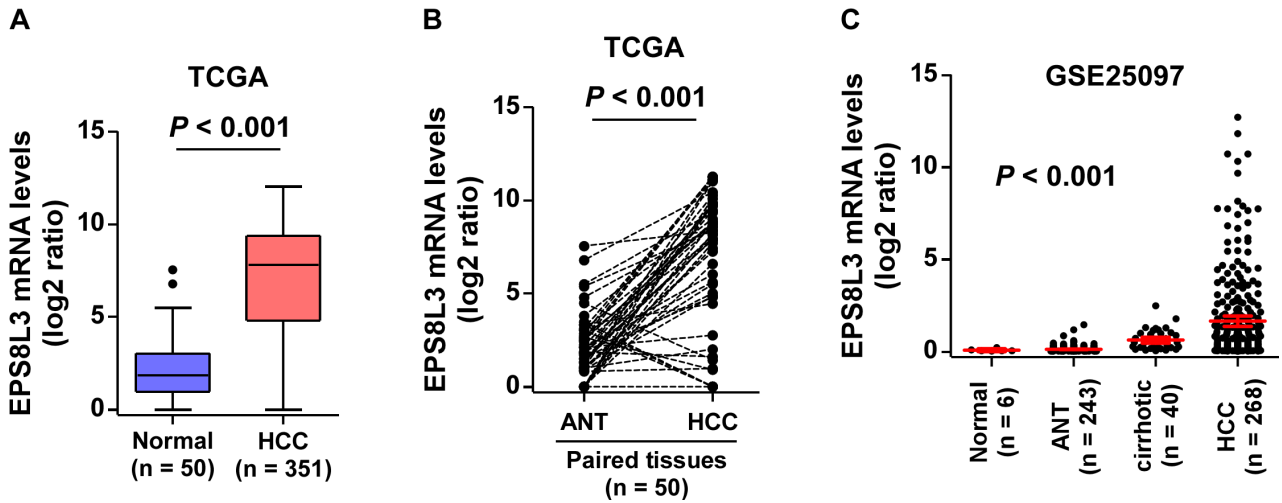 A
TCGA
P < 0.001
EPS8L3 mRNA levels
(log2 ratio)
15
10
5
0
Normal
(n = 50)
HCC
(n = 351)
B
TCGA
P < 0.001
EPS8L3 mRNA levels
(log2 ratio)
15
10
5
0
ANT
HCC
Paired tissues
(n = 50)
C
GSE25097
P < 0.001
EPS8L3 mRNA levels
(log2 ratio)
15
10
5
0
Normal
(n = 6)
ANT
(n = 243)
cirrhotic
(n = 40)
HCC
(n = 268)